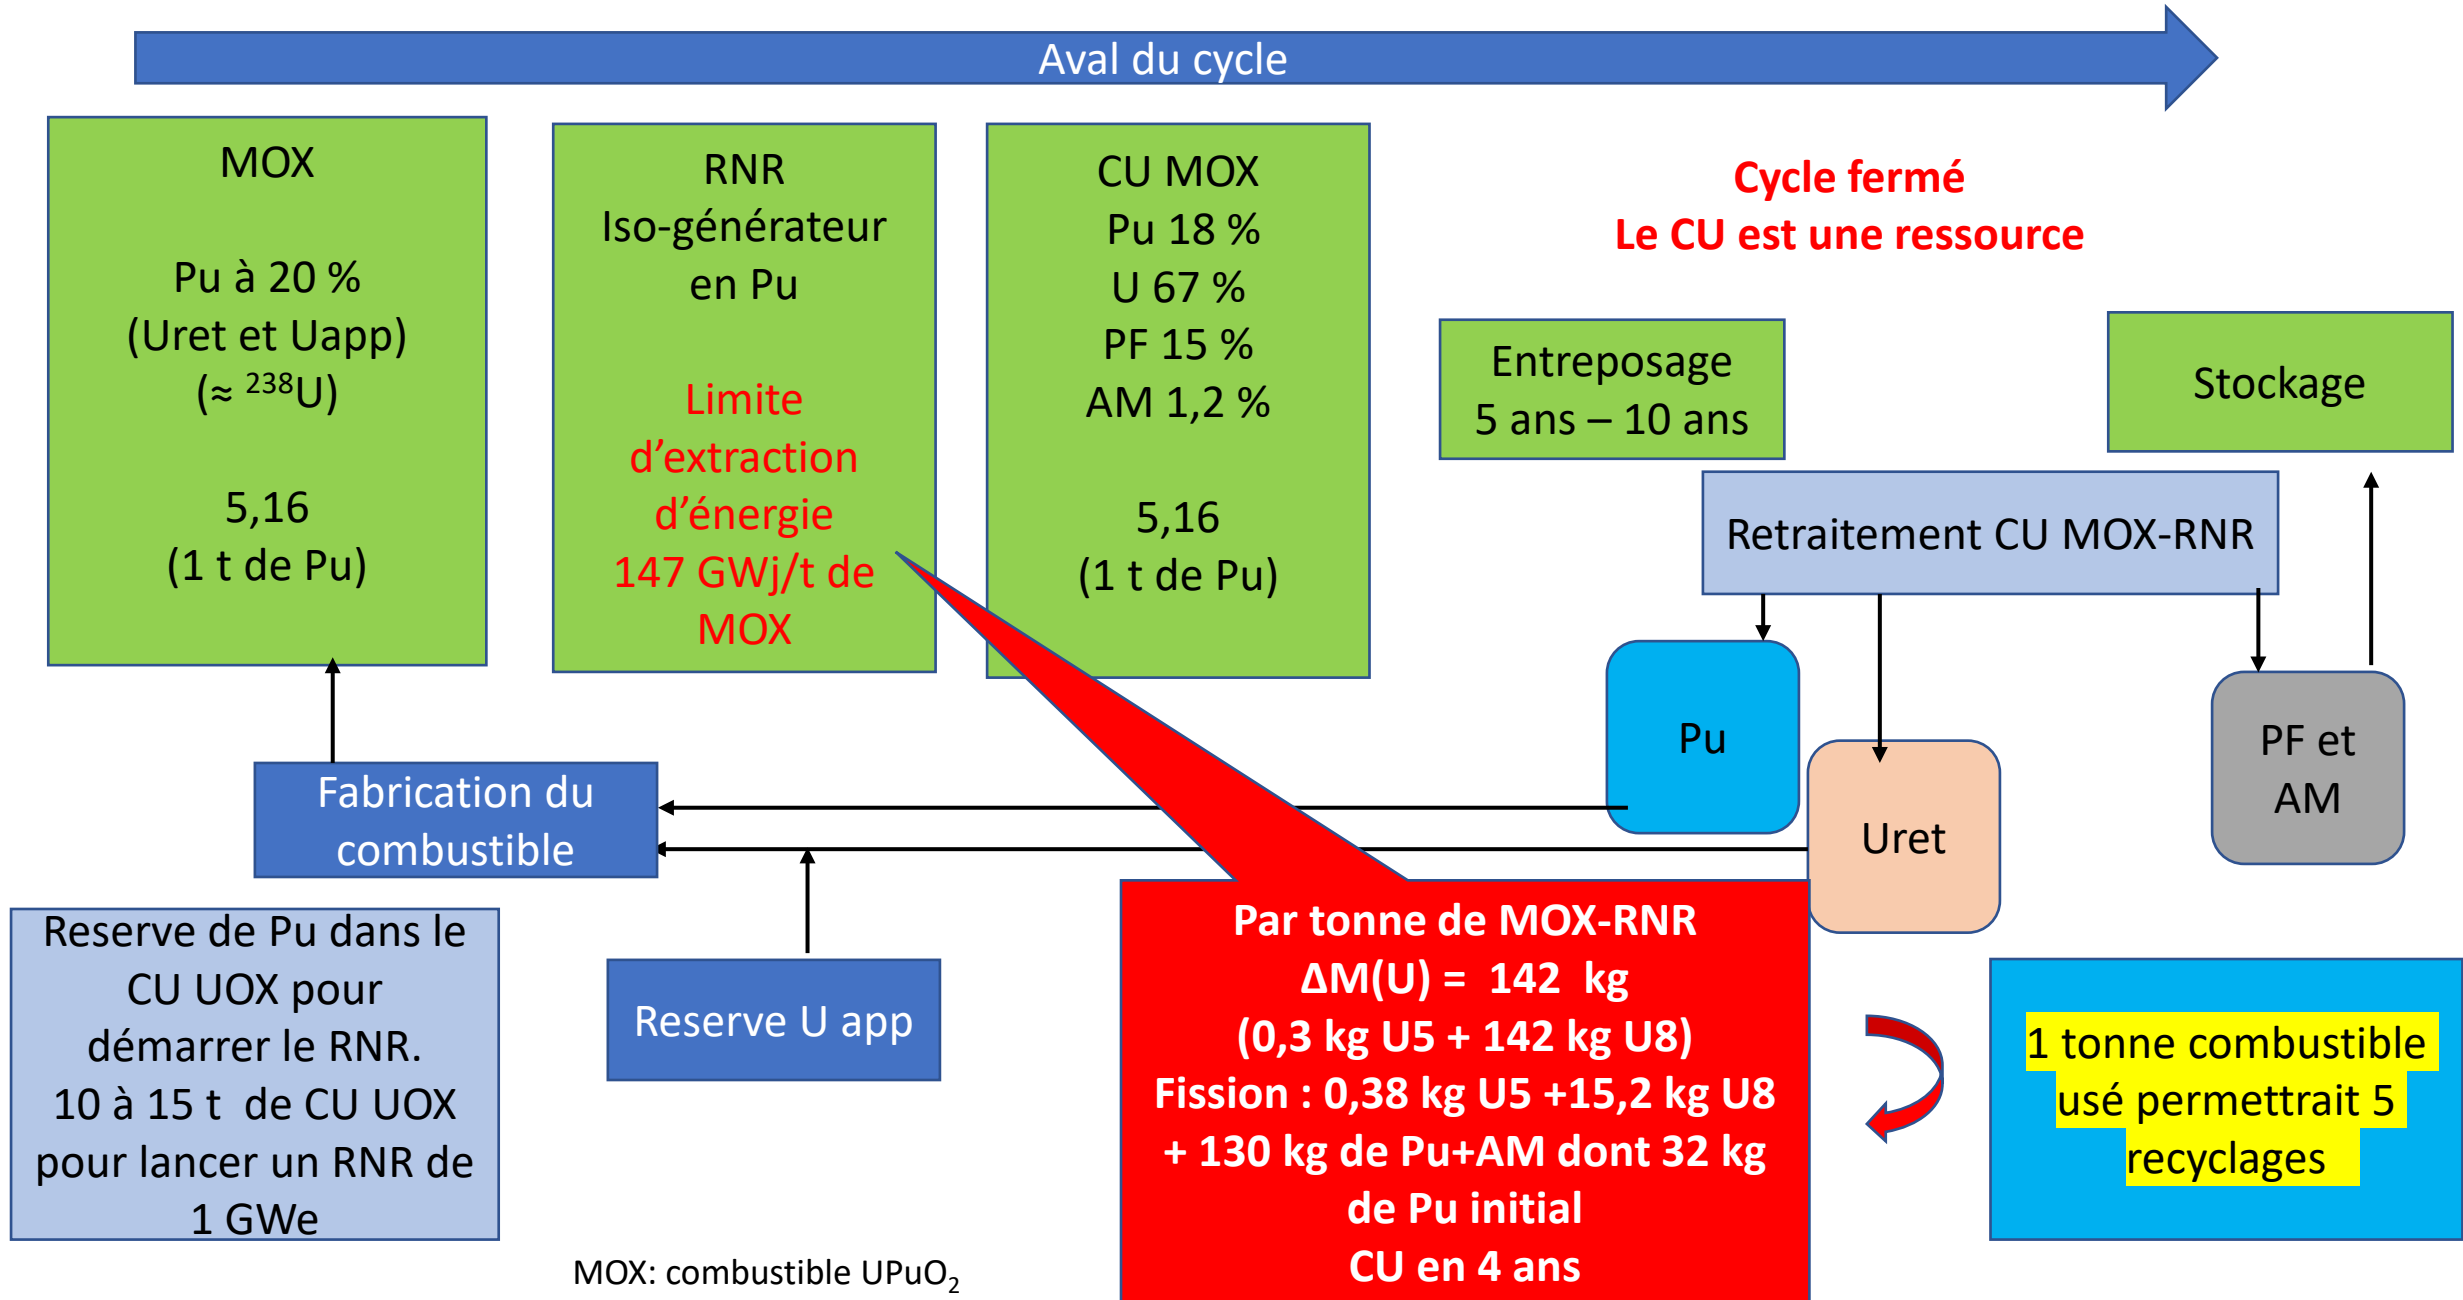 Aval du cycle
MOX
Pu à 20 %
(Uret et Uapp)
(≈ ²³⁸U)
5,16
(1 t de Pu)
RNR
Iso-générateur
en Pu
Limite
d’extraction
d’énergie
147 GWj/t de
MOX
CU MOX
Pu 18 %
U 67 %
PF 15 %
AM 1,2 %
5,16
(1 t de Pu)
Cycle fermé
Le CU est une ressource
Entreposage
5 ans – 10 ans
Stockage
Retraitement CU MOX-RNR
Pu
Uret
PF et
AM
Fabrication du
combustible
Reserve de Pu dans le
CU UOX pour
démarrer le RNR.
10 à 15 t de CU UOX
pour lancer un RNR de
1 GWe
Reserve U app
Par tonne de MOX-RNR
ΔM(U) = 142 kg
(0,3 kg U5 + 142 kg U8)
Fission : 0,38 kg U5 +15,2 kg U8
+ 130 kg de Pu+AM dont 32 kg
de Pu initial
CU en 4 ans
1 tonne combustible
usé permettrait 5
recyclages
MOX: combustible UPuO₂